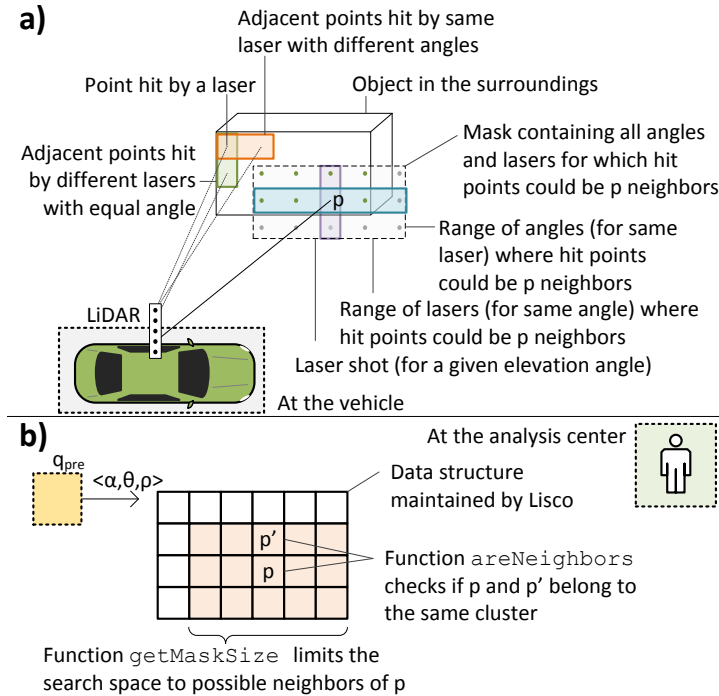 a)
Adjacent points hit by same
laser with different angles
Point hit by a laser
Object in the surroundings
Adjacent points hit
by different lasers
with equal angle
Mask containing all angles
and lasers for which hit
points could be p neighbors
p
Range of angles (for same
laser) where hit points
could be p neighbors
LiDAR
Range of lasers (for same angle) where
hit points could be p neighbors
Laser shot (for a given elevation angle)
At the vehicle
b)
At the analysis center
qpre
<α,θ,ρ>
Data structure
maintained by Lisco
p'
p
Function areNeighbors
checks if p and p' belong to
the same cluster
Function getMaskSize limits the
search space to possible neighbors of p